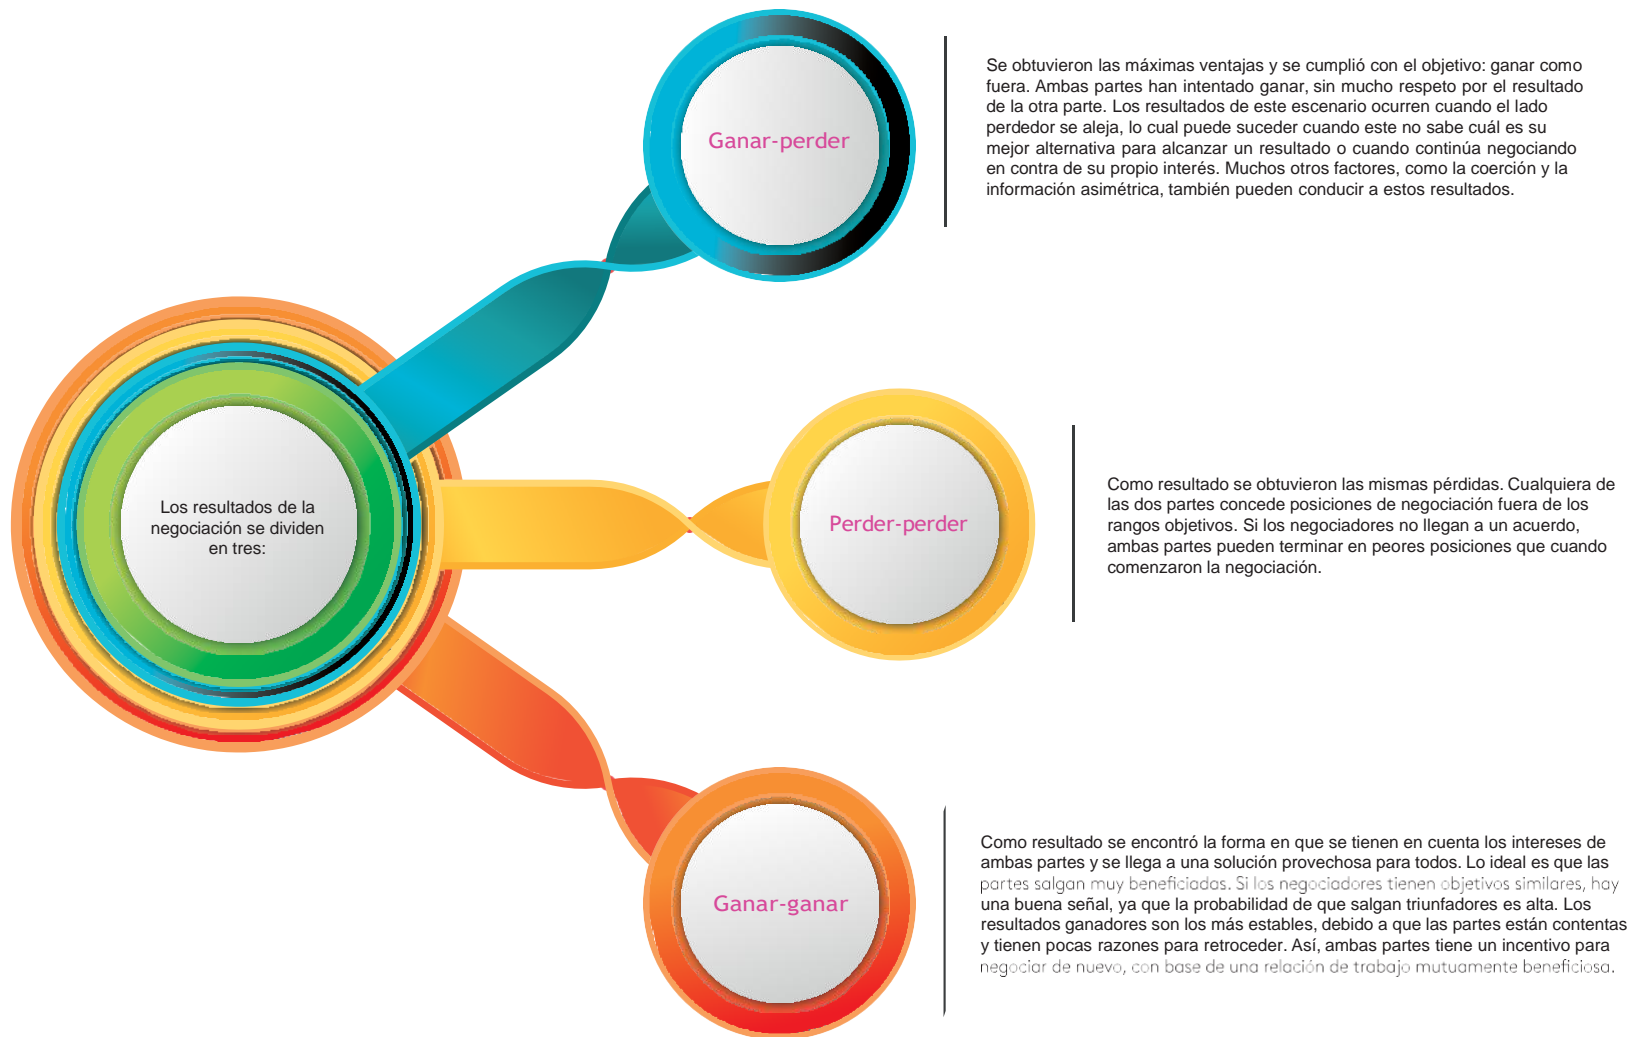 Ganar-perder
Se obtuvieron las máximas ventajas y se cumplió con el objetivo: ganar como
fuera. Ambas partes han intentado ganar, sin mucho respeto por el resultado
de la otra parte. Los resultados de este escenario ocurren cuando el lado
perdedor se aleja, lo cual puede suceder cuando este no sabe cuál es su
mejor alternativa para alcanzar un resultado o cuando continúa negociando
en contra de su propio interés. Muchos otros factores, como la coerción y la
información asimétrica, también pueden conducir a estos resultados.
Los resultados de la
negociación se dividen
en tres:
Perder-perder
Como resultado se obtuvieron las mismas pérdidas. Cualquiera de
las dos partes concede posiciones de negociación fuera de los
rangos objetivos. Si los negociadores no llegan a un acuerdo,
ambas partes pueden terminar en peores posiciones que cuando
comenzaron la negociación.
Ganar-ganar
Como resultado se encontró la forma en que se tienen en cuenta los intereses de
ambas partes y se llega a una solución provechosa para todos. Lo ideal es que las
partes salgan muy beneficiadas. Si los negociadores tienen objetivos similares, hay
una buena señal, ya que la probabilidad de que salgan triunfadores es alta. Los
resultados ganadores son los más estables, debido a que las partes están contentas
y tienen pocas razones para retroceder. Así, ambas partes tiene un incentivo para
negociar de nuevo, con base de una relación de trabajo mutuamente beneficiosa.